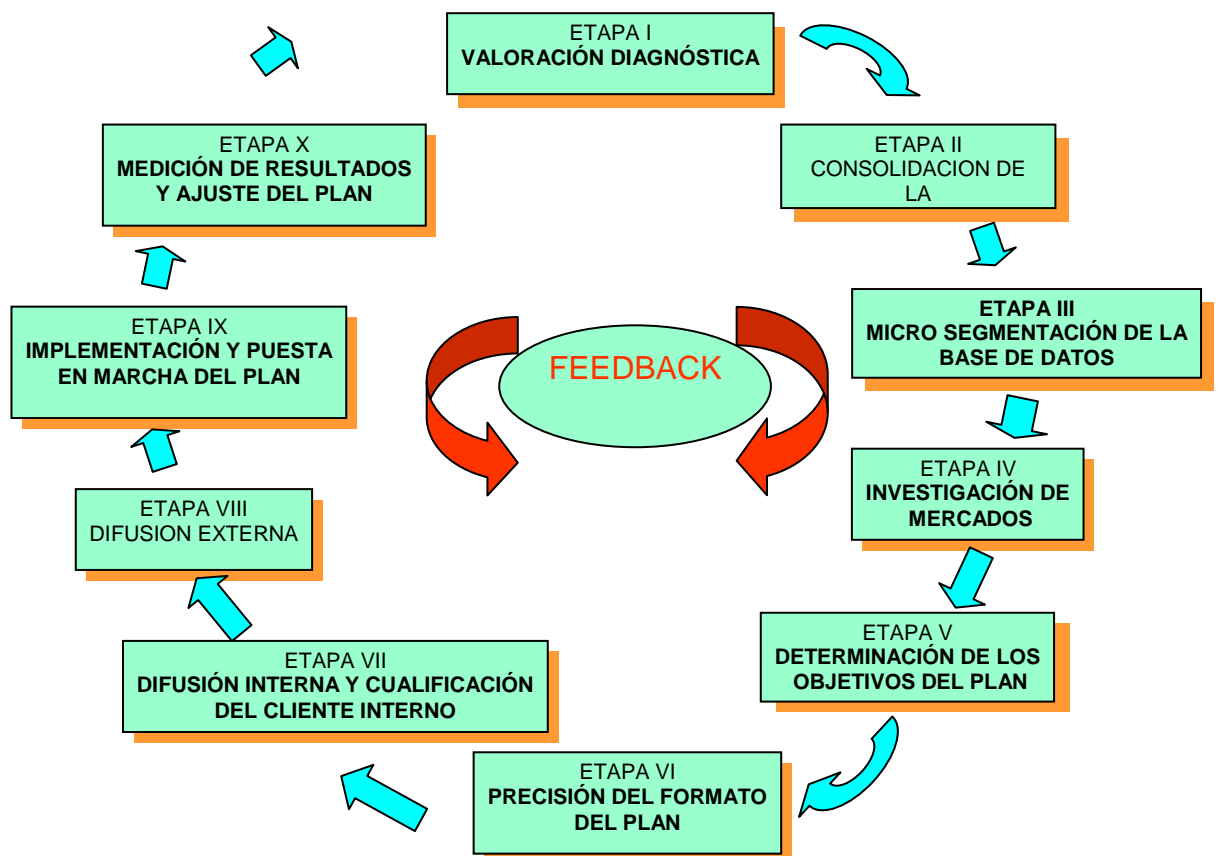 ETAPA I
VALORACIÓN DIAGNÓSTICA
ETAPA II
CONSOLIDACION DE
LA
ETAPA III
MICRO SEGMENTACIÓN DE LA
BASE DE DATOS
ETAPA IV
INVESTIGACIÓN DE
MERCADOS
ETAPA V
DETERMINACIÓN DE LOS
OBJETIVOS DEL PLAN
ETAPA VI
PRECISIÓN DEL FORMATO
DEL PLAN
ETAPA VII
DIFUSIÓN INTERNA Y CUALIFICACIÓN
DEL CLIENTE INTERNO
ETAPA VIII
DIFUSION EXTERNA
ETAPA IX
IMPLEMENTACIÓN Y PUESTA
EN MARCHA DEL PLAN
ETAPA X
MEDICIÓN DE RESULTADOS
Y AJUSTE DEL PLAN
FEEDBACK